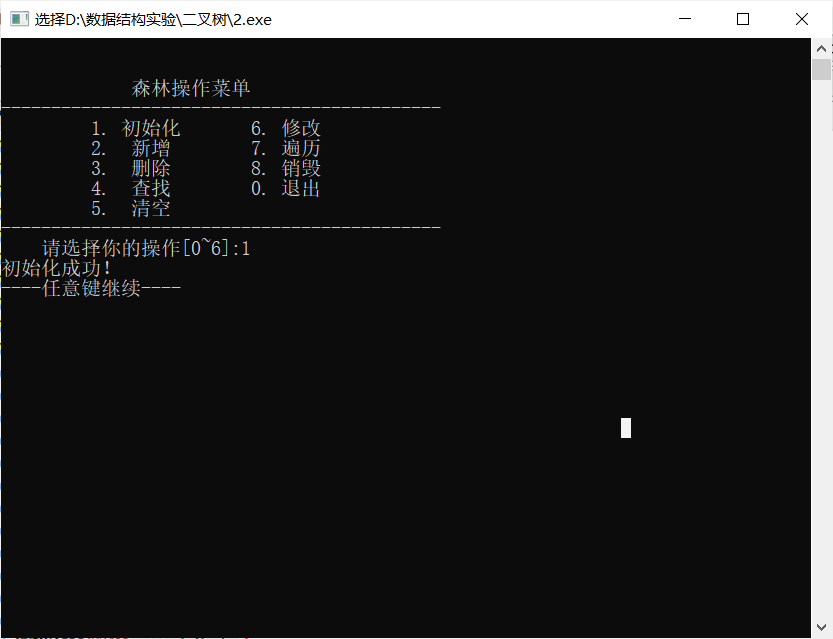 选择D:\数据结构实验\二叉树\2.exe
森林操作菜单
--------------------------------------------
1. 初始化 6. 修改
2. 新增 7. 遍历
3. 删除 8. 销毁
4. 查找 0. 退出
5. 清空
--------------------------------------------
请选择你的操作[0~6]:1
初始化成功!
----任意键继续----